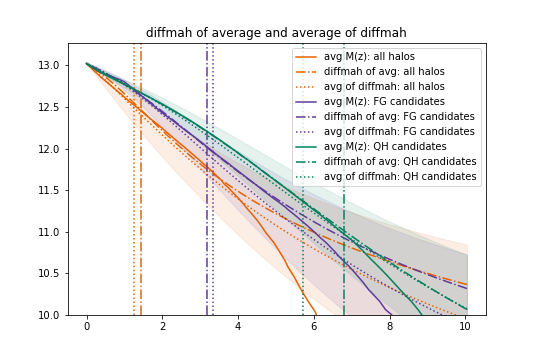 diffmah of average and average of diffmah
avg M(z): all halos
diffmah of avg: all halos
avg of diffmah: all halos
avg M(z): FG candidates
diffmah of avg: FG candidates
avg of diffmah: FG candidates
avg M(z): QH candidates
diffmah of avg: QH candidates
avg of diffmah: QH candidates
13.0
12.5
12.0
11.5
11.0
10.5
10.0
0 2 4 6 8 10